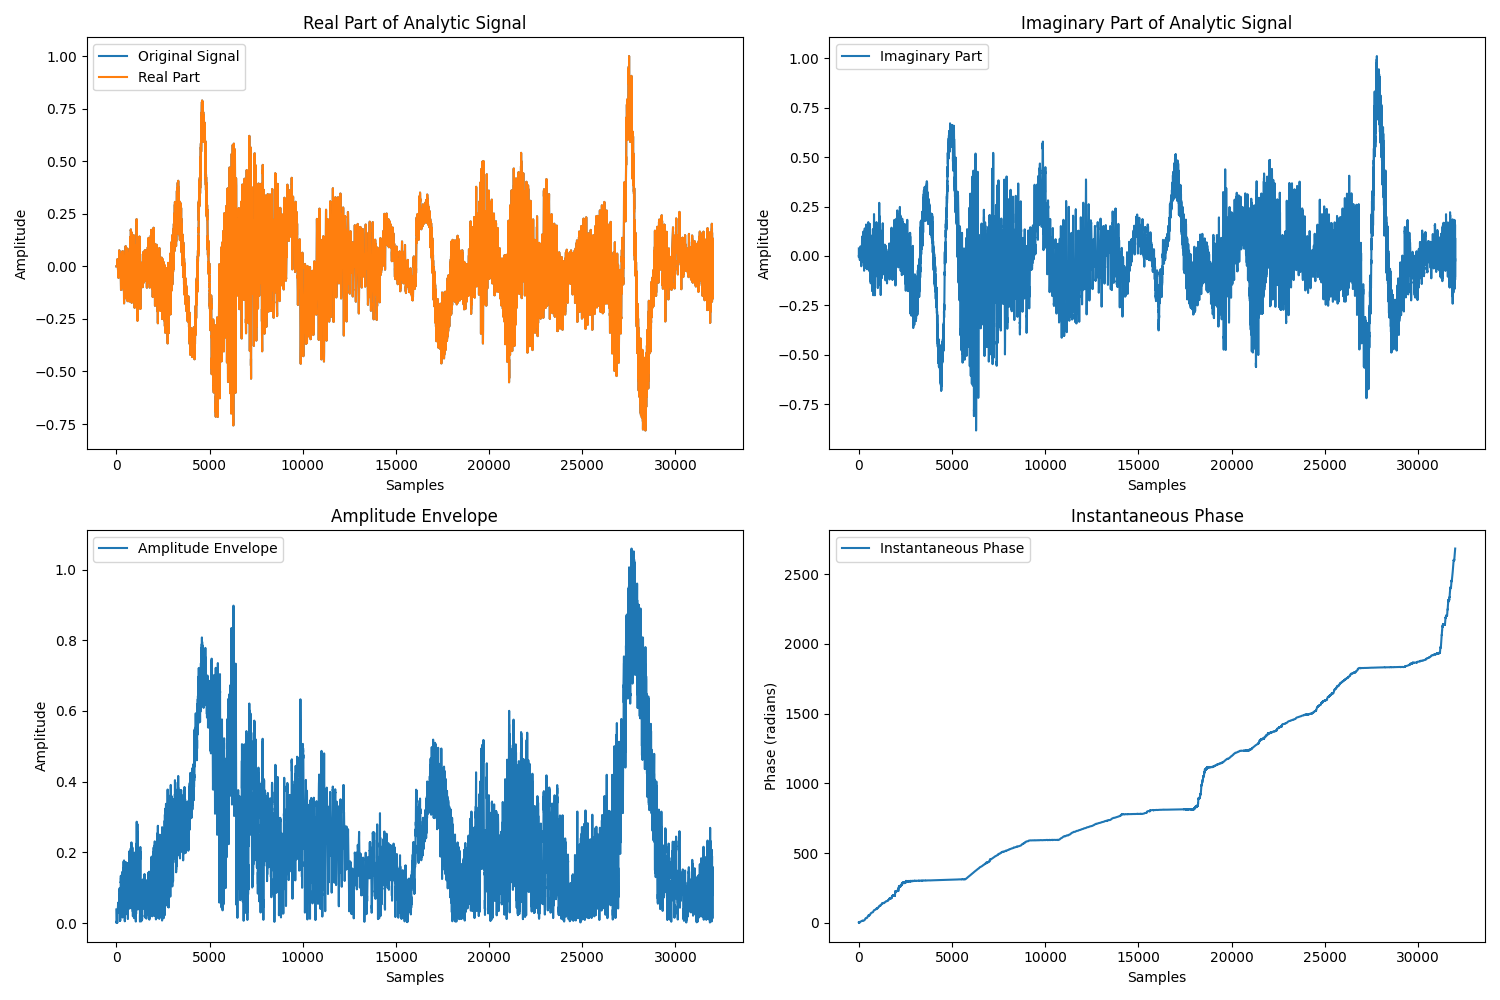 Real Part of Analytic Signal
Original Signal
Real Part
1.00
0.75
0.50
0.25
0.00
−0.25
−0.50
−0.75
Amplitude
0 5000 10000 15000 20000 25000 30000
Samples
Imaginary Part of Analytic Signal
Imaginary Part
1.00
0.75
0.50
0.25
0.00
−0.25
−0.50
−0.75
Amplitude
0 5000 10000 15000 20000 25000 30000
Samples
Amplitude Envelope
Amplitude Envelope
1.0
0.8
0.6
0.4
0.2
0.0
Amplitude
0 5000 10000 15000 20000 25000 30000
Samples
Instantaneous Phase
Instantaneous Phase
2500
2000
1500
1000
500
0
Phase (radians)
0 5000 10000 15000 20000 25000 30000
Samples